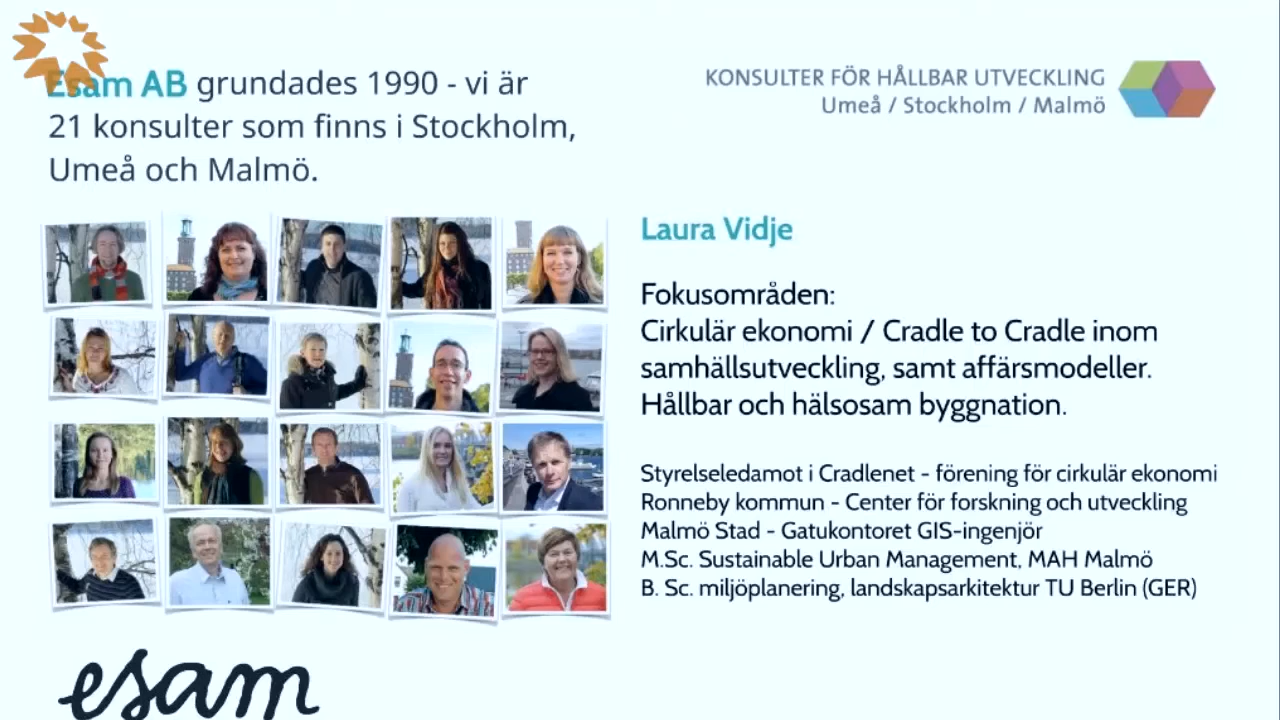 Esam AB grundades 1990 - vi är
21 konsulter som finns i Stockholm,
Umeå och Malmö.
KONSULTER FÖR HÅLLBAR UTVECKLING
Umeå / Stockholm / Malmö
Laura Vidje
Fokusområden:
Cirkulär ekonomi / Cradle to Cradle inom
samhällsutveckling, samt affärsmodeller.
Hållbar och hälsosam byggnation.
Styrelseledamot i Cradlenet - förening för cirkulär ekonomi
Ronneby kommun - Center för forskning och utveckling
Malmö Stad - Gatukontoret GIS-ingenjör
M.Sc. Sustainable Urban Management, MAH Malmö
B. Sc. miljöplanering, landskapsarkitektur TU Berlin (GER)
esam